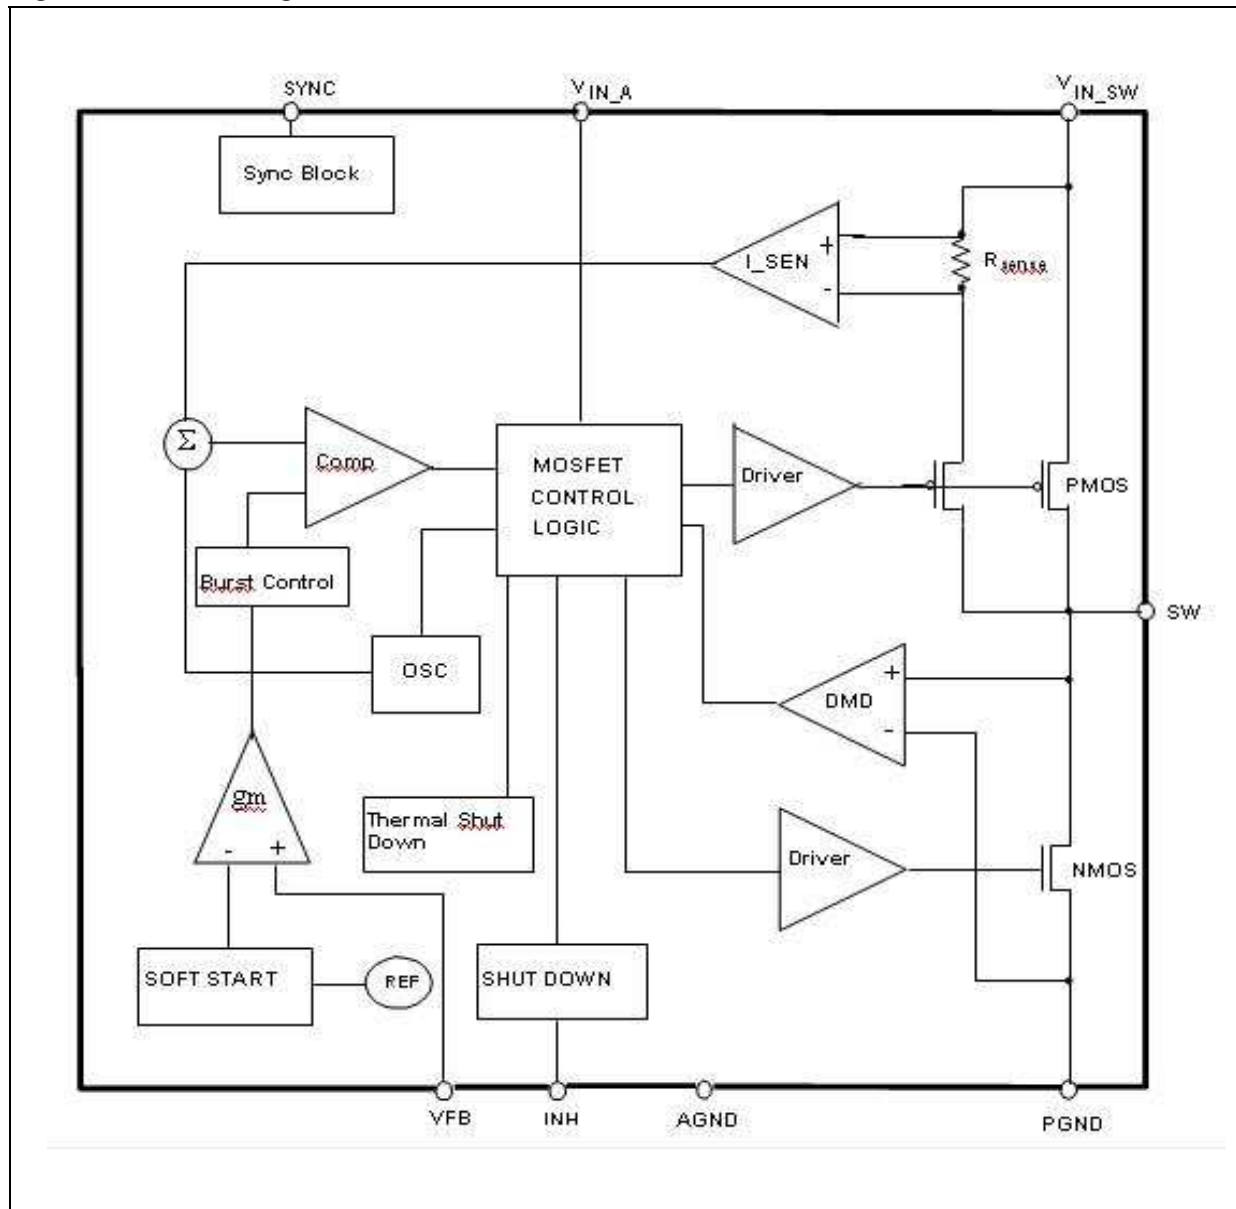 SYNC
VIN_A
VIN_SW
Sync Block
+
I_SEN
-
Rsense
Σ
Comp
MOSFET
CONTROL
LOGIC
Driver
PMOS
Burst Control
SW
OSC
+
DMD
-
gm
- +
Thermal Shut
Down
Driver
NMOS
SOFT START
REF
SHUT DOWN
VFB
INH
AGND
PGND